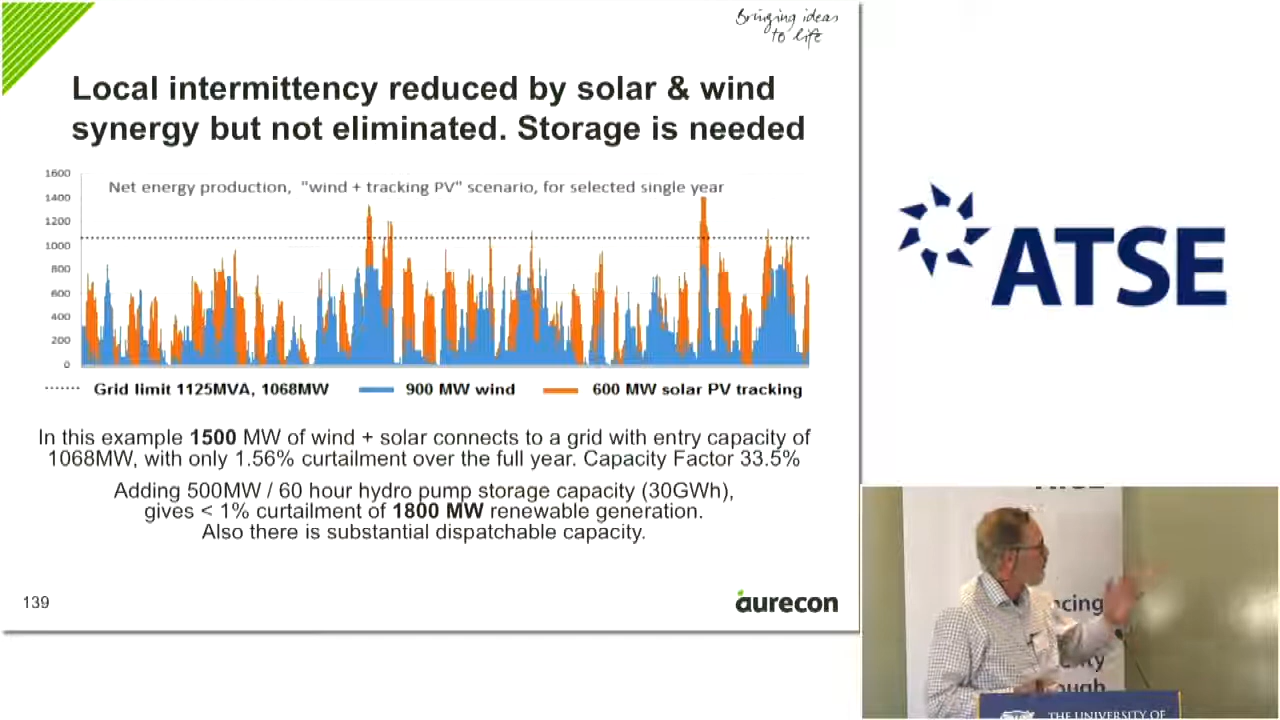 Bringing ideas
to life
Local intermittency reduced by solar & wind
synergy but not eliminated. Storage is needed
Net energy production, "wind + tracking PV" scenario, for selected single year
1600
1400
1200
1000
800
600
400
200
0
Grid limit 1125MVA, 1068MW
900 MW wind
600 MW solar PV tracking
In this example 1500 MW of wind + solar connects to a grid with entry capacity of
1068MW, with only 1.56% curtailment over the full year. Capacity Factor 33.5%
Adding 500MW / 60 hour hydro pump storage capacity (30GWh),
gives < 1% curtailment of 1800 MW renewable generation.
Also there is substantial dispatchable capacity.
139
aurecon
ATSE
THE UNIVERSITY OF